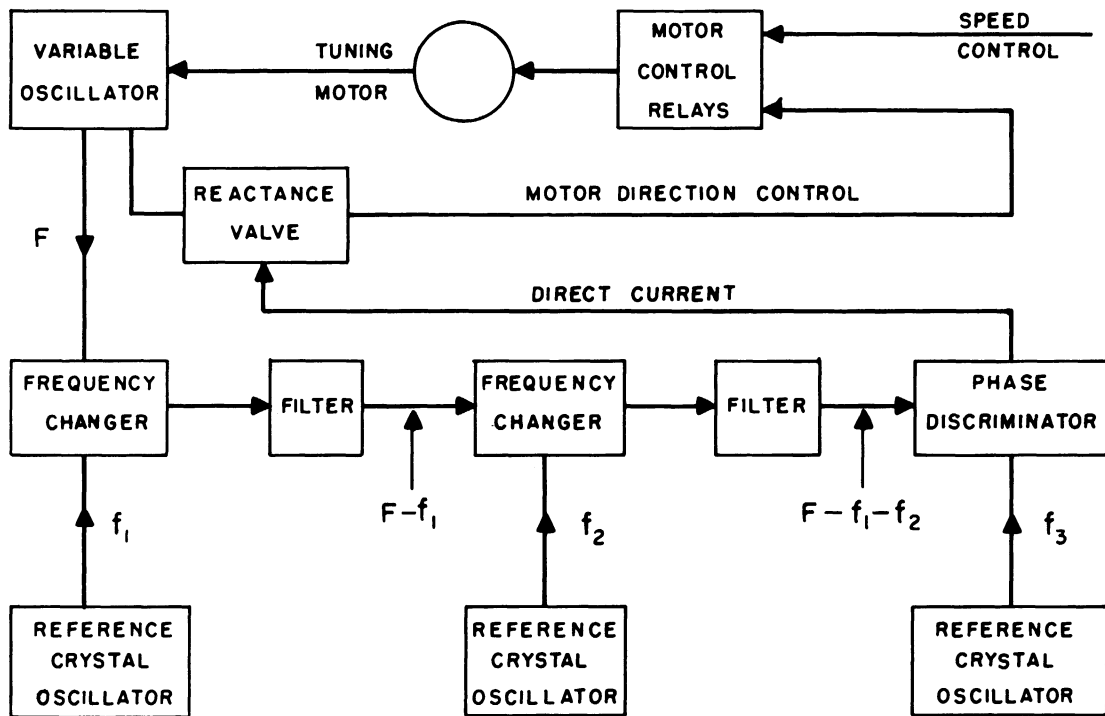 VARIABLE
OSCILLATOR
TUNING
MOTOR
MOTOR
CONTROL
RELAYS
SPEED
CONTROL
REACTANCE
VALVE
MOTOR DIRECTION CONTROL
F
DIRECT CURRENT
FREQUENCY
CHANGER
FILTER
FREQUENCY
CHANGER
FILTER
PHASE
DISCRIMINATOR
f₁
F-f₁
f₂
F-f₁-f₂
f₃
REFERENCE
CRYSTAL
OSCILLATOR
REFERENCE
CRYSTAL
OSCILLATOR
REFERENCE
CRYSTAL
OSCILLATOR